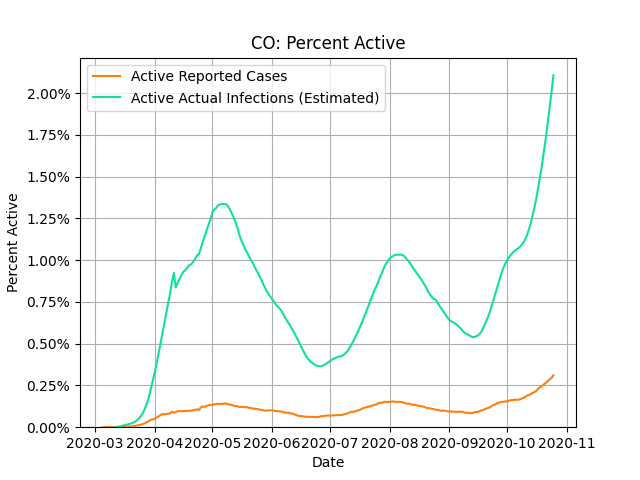 CO: Percent Active
Active Reported Cases
Active Actual Infections (Estimated)
2.00%
1.75%
1.50%
1.25%
1.00%
0.75%
0.50%
0.25%
0.00%
Percent Active
2020-03 2020-04 2020-05 2020-06 2020-07 2020-08 2020-09 2020-10 2020-11
Date